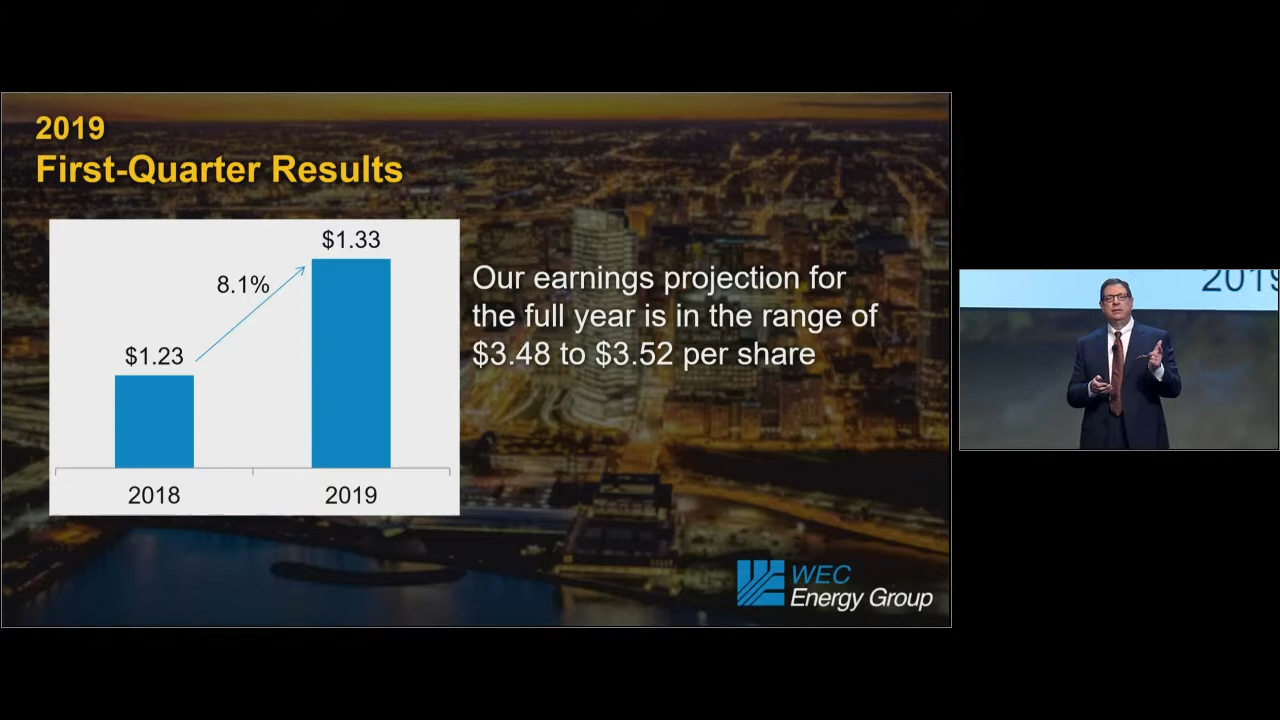 2019
First-Quarter Results
$1.33
8.1%
$1.23
2018
2019
Our earnings projection for
the full year is in the range of
$3.48 to $3.52 per share
WEC
Energy Group
2019